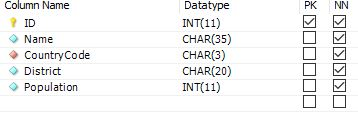 Column Name Datatype PK NN
ID INT(11)
Name CHAR(35)
CountryCode CHAR(3)
District CHAR(20)
Population INT(11)